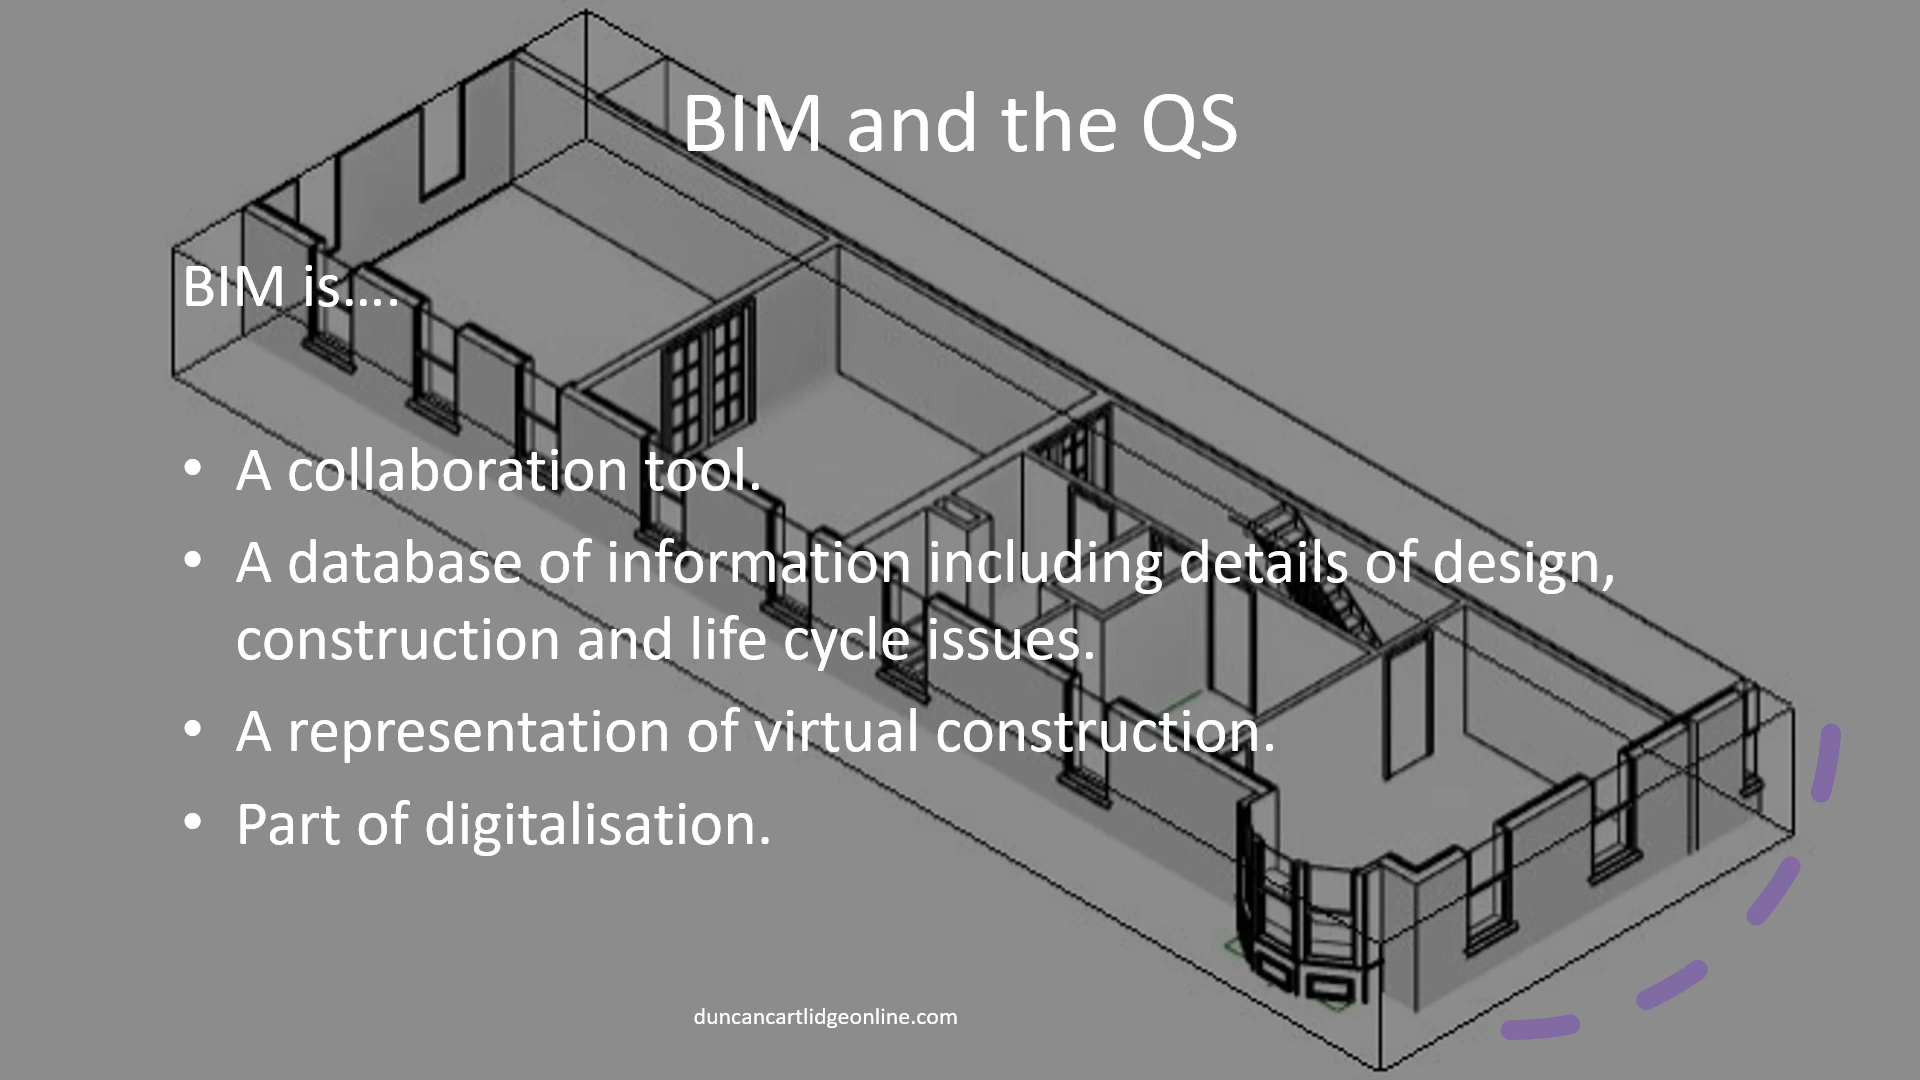 BIM and the QS
BIM is….
• A collaboration tool.
• A database of information including details of design,
construction and life cycle issues.
• A representation of virtual construction.
• Part of digitalisation.
duncancartlidgeonline.com